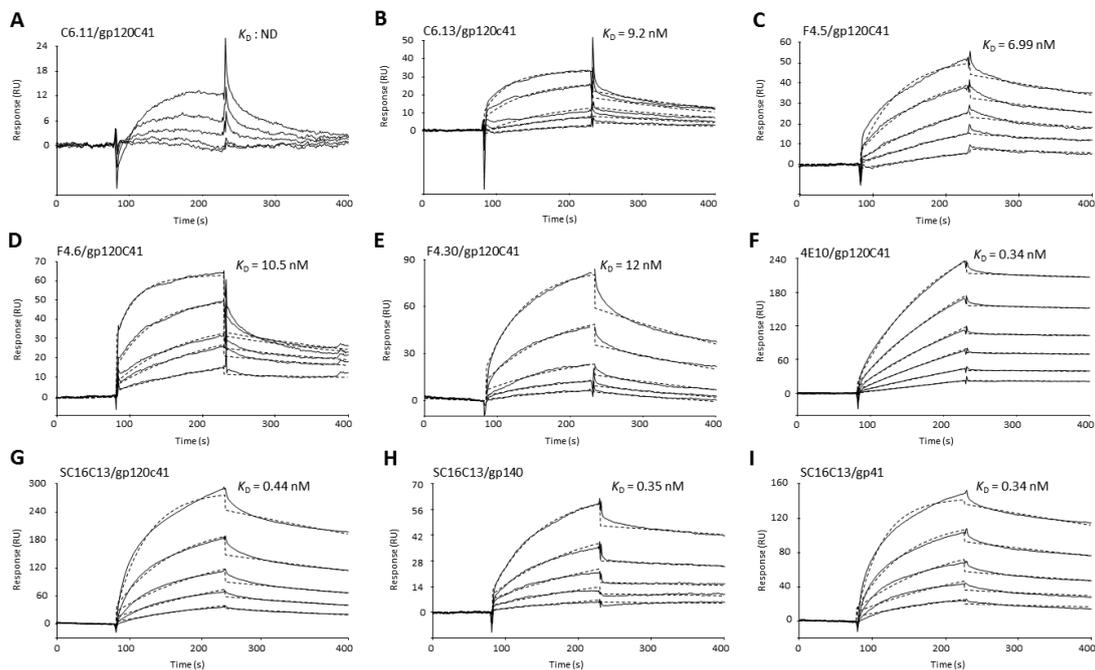 A
C6.11/gp120C41
K_D : ND
Response (RU)
24
18
12
6
0
0
100
200
300
400
Time (s)
B
C6.13/gp120c41
K_D = 9.2 nM
Response (RU)
50
40
30
20
10
0
0
100
200
300
400
Time (s)
C
F4.5/gp120C41
K_D = 6.99 nM
Response (RU)
60
50
40
30
20
10
0
0
100
200
300
400
Time (s)
D
F4.6/gp120C41
K_D = 10.5 nM
Response (RU)
70
60
50
40
30
20
10
0
0
100
200
300
400
Time (s)
E
F4.30/gp120C41
K_D = 12 nM
Response (RU)
90
60
30
0
0
100
200
300
400
Time (s)
F
4E10/gp120C41
K_D = 0.34 nM
Response (RU)
240
180
120
60
0
0
100
200
300
400
Time (s)
G
SC16C13/gp120c41
K_D = 0.44 nM
Response (RU)
300
240
180
120
60
0
0
100
200
300
400
Time (s)
H
SC16C13/gp140
K_D = 0.35 nM
Response (RU)
70
56
42
28
14
0
0
100
200
300
400
Time (s)
I
SC16C13/gp41
K_D = 0.34 nM
Response (RU)
160
120
80
40
0
0
100
200
300
400
Time (s)